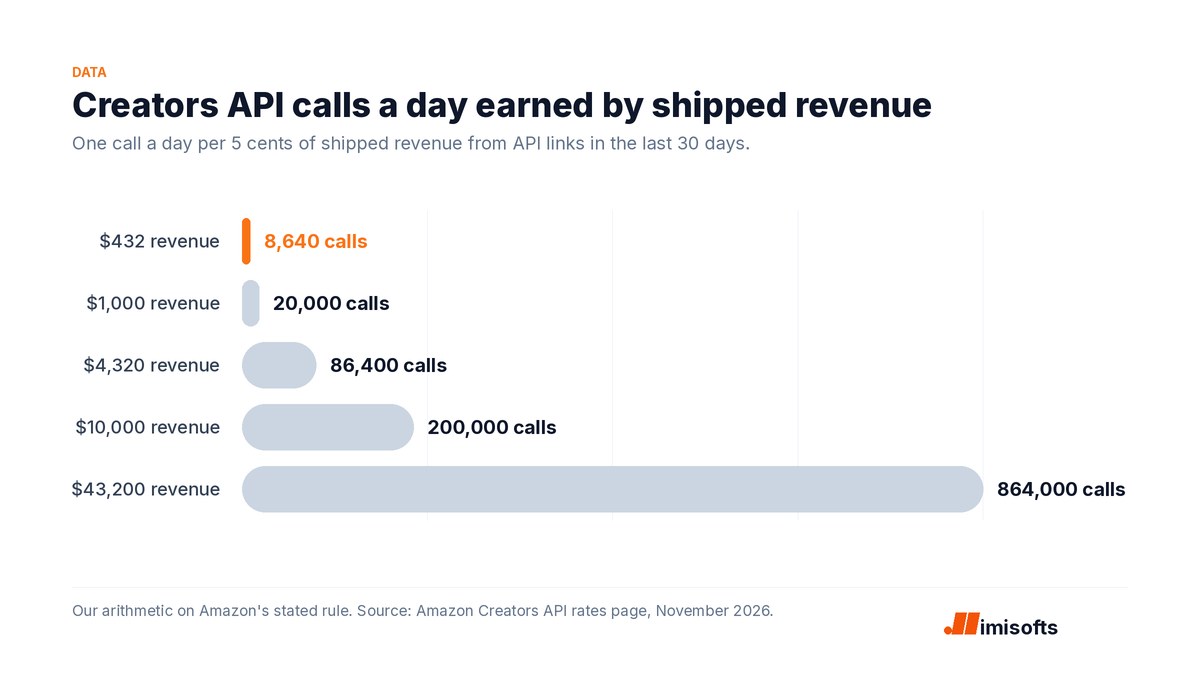 DATA
Creators API calls a day earned by shipped revenue
One call a day per 5 cents of shipped revenue from API links in the last 30 days.
$432 revenue 8,640 calls
$1,000 revenue 20,000 calls
$4,320 revenue 86,400 calls
$10,000 revenue 200,000 calls
$43,200 revenue 864,000 calls
Our arithmetic on Amazon's stated rule. Source: Amazon Creators API rates page, November 2026.
imisofts